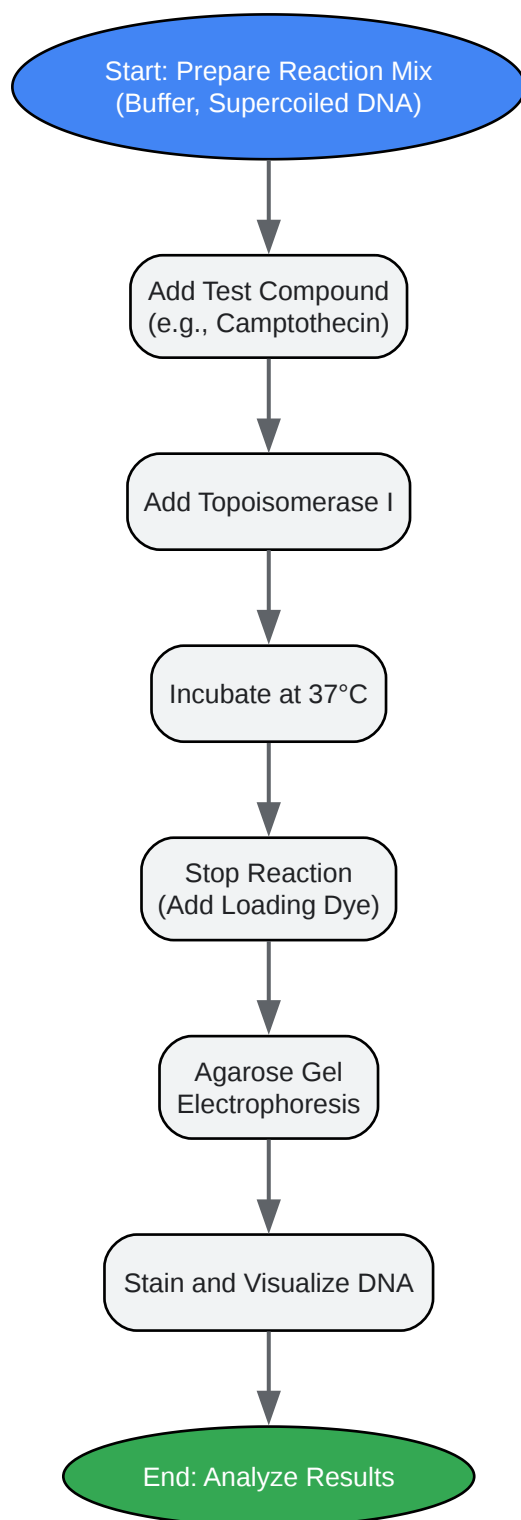 Start: Prepare Reaction Mix
(Buffer, Supercoiled DNA)
Add Test Compound
(e.g., Camptothecin)
Add Topoisomerase I
Incubate at 37°C
Stop Reaction
(Add Loading Dye)
Agarose Gel
Electrophoresis
Stain and Visualize DNA
End: Analyze Results